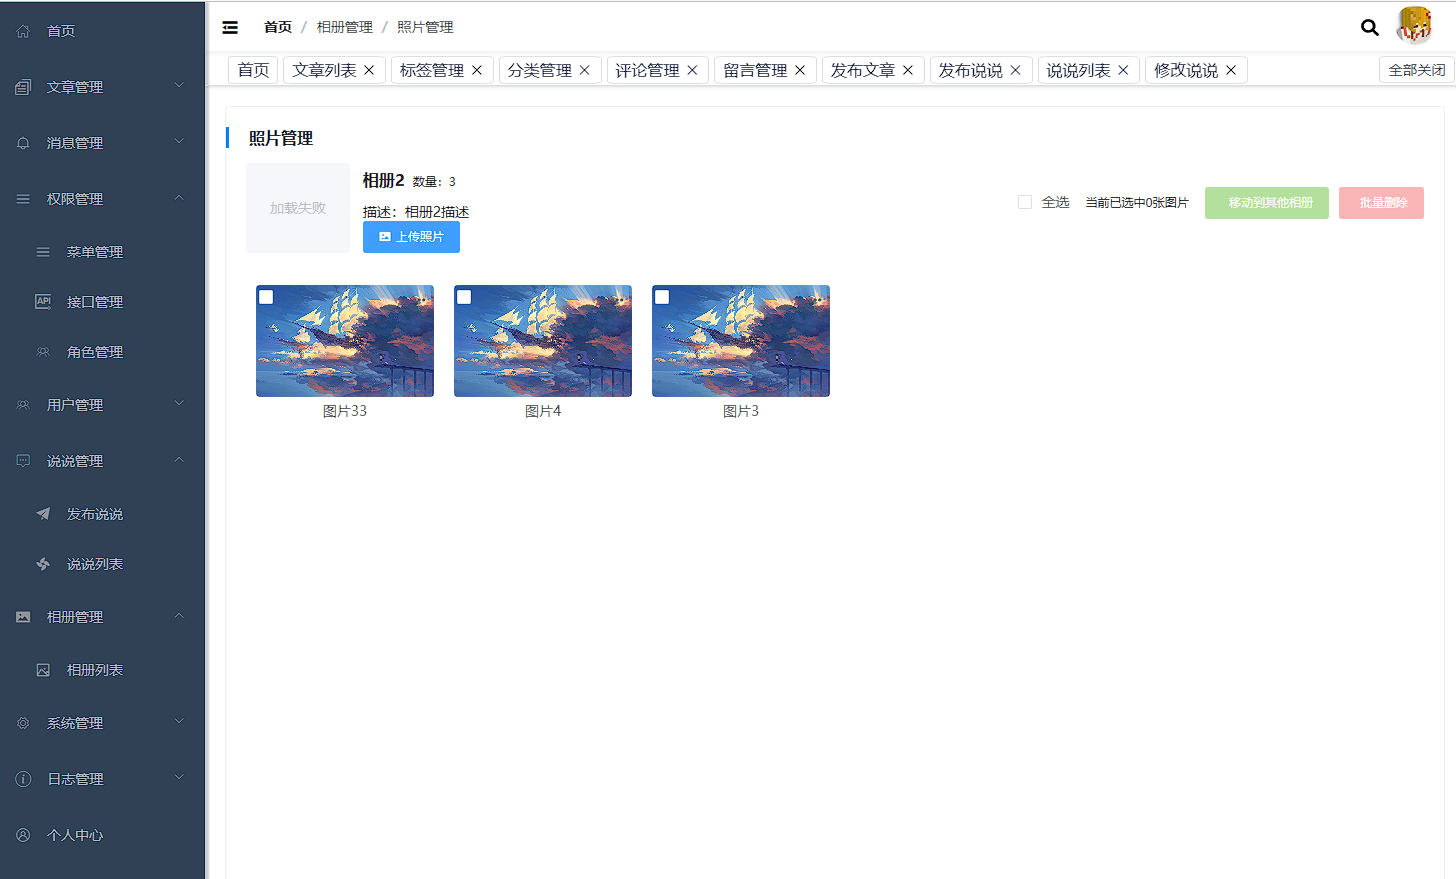 首页
文章管理
消息管理
权限管理
菜单管理
API 接口管理
角色管理
用户管理
说说管理
发布说说
说说列表
相册管理
相册列表
系统管理
日志管理
个人中心
首页 / 相册管理 / 照片管理
首页 文章列表 标签管理 分类管理 评论管理 留言管理 发布文章 发布说说 说说列表 修改说说 全部关闭
照片管理
加载失败
相册2 数量：3
描述：相册2描述
上传照片
全选 当前已选中0张图片 移动到其他相册 批量删除
图片33 图片4 图片3